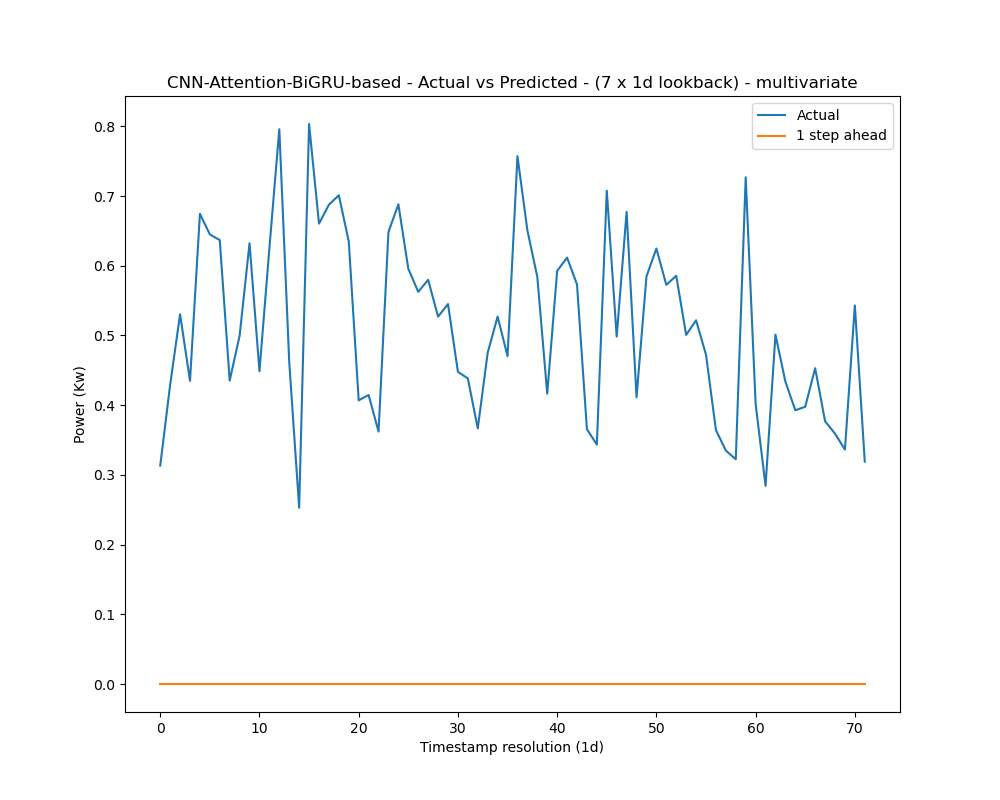 CNN-Attention-BiGRU-based - Actual vs Predicted - (7 x 1d lookback) - multivariate
Actual
1 step ahead
0.8
0.7
0.6
0.5
0.4
0.3
0.2
0.1
0.0
Power (Kw)
0 10 20 30 40 50 60 70
Timestamp resolution (1d)